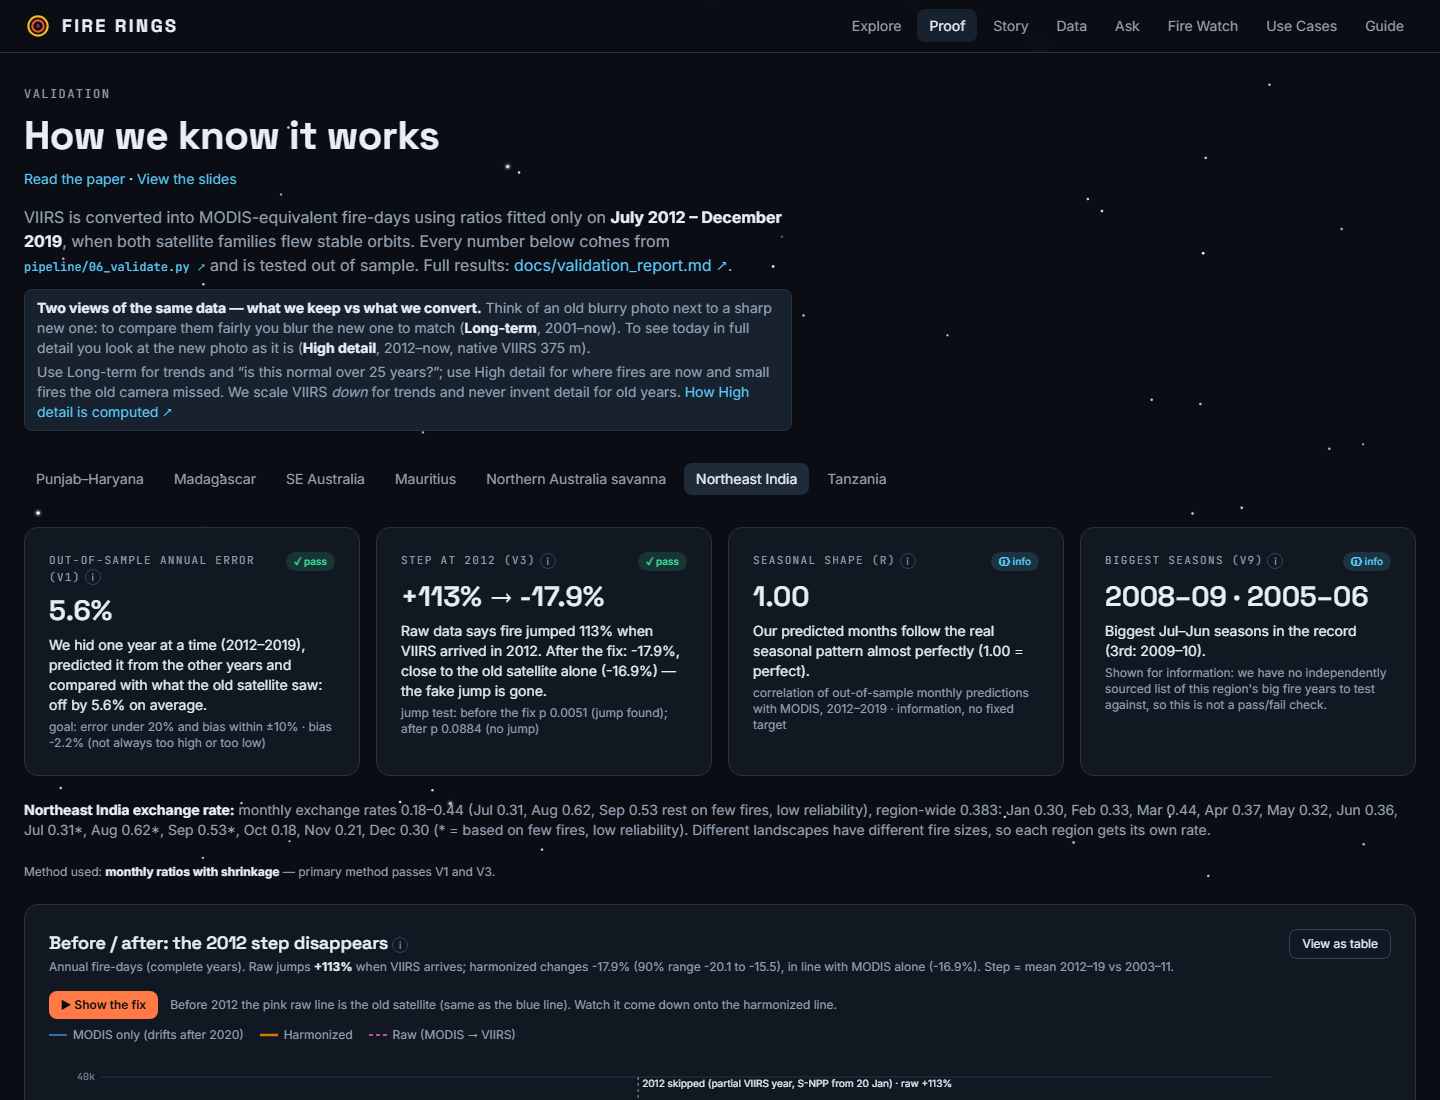 FIRE RINGS
Explore Proof Story Data Ask Fire Watch Use Cases Guide
VALIDATION
How we know it works
Read the paper · View the slides
VIIRS is converted into MODIS-equivalent fire-days using ratios fitted only on July 2012 – December
2019, when both satellite families flew stable orbits. Every number below comes from
pipeline/06_validate.py ↗ and is tested out of sample. Full results: docs/validation_report.md ↗.
Two views of the same data — what we keep vs what we convert. Think of an old blurry photo next to a sharp
new one: to compare them fairly you blur the new one to match (Long-term, 2001–now). To see today in full
detail you look at the new photo as it is (High detail, 2012–now, native VIIRS 375 m).
Use Long-term for trends and “is this normal over 25 years?”; use High detail for where fires are now and small
fires the old camera missed. We scale VIIRS down for trends and never invent detail for old years. How High
detail is computed ↗
Punjab–Haryana Madagascar SE Australia Mauritius Northern Australia savanna Northeast India Tanzania
OUT-OF-SAMPLE ANNUAL ERROR
(V1) i
✓ pass
5.6%
We hid one year at a time (2012–2019),
predicted it from the other years and
compared with what the old satellite saw:
off by 5.6% on average.
goal: error under 20% and bias within ±10% · bias
-2.2% (not always too high or too low)
STEP AT 2012 (V3) i
✓ pass
+113% → -17.9%
Raw data says fire jumped 113% when
VIIRS arrived in 2012. After the fix: -17.9%,
close to the old satellite alone (-16.9%) —
the fake jump is gone.
jump test: before the fix p 0.0051 (jump found);
after p 0.0884 (no jump)
SEASONAL SHAPE (R) i
ⓘ info
1.00
Our predicted months follow the real
seasonal pattern almost perfectly (1.00 =
perfect).
correlation of out-of-sample monthly predictions
with MODIS, 2012–2019 · information, no fixed
target
BIGGEST SEASONS (V9) i
ⓘ info
2008–09 · 2005–06
Biggest Jul–Jun seasons in the record
(3rd: 2009–10).
Shown for information: we have no independently
sourced list of this region's big fire years to test
against, so this is not a pass/fail check.
Northeast India exchange rate: monthly exchange rates 0.18–0.44 (Jul 0.31, Aug 0.62, Sep 0.53 rest on few fires, low reliability), region-wide 0.383: Jan 0.30, Feb 0.33, Mar 0.44, Apr 0.37, May 0.32, Jun 0.36,
Jul 0.31*, Aug 0.62*, Sep 0.53*, Oct 0.18, Nov 0.21, Dec 0.30 (* = based on few fires, low reliability). Different landscapes have different fire sizes, so each region gets its own rate.
Method used: monthly ratios with shrinkage — primary method passes V1 and V3.
Before / after: the 2012 step disappears i
View as table
Annual fire-days (complete years). Raw jumps +113% when VIIRS arrives; harmonized changes -17.9% (90% range -20.1 to -15.5), in line with MODIS alone (-16.9%). Step = mean 2012–19 vs 2003–11.
▶ Show the fix Before 2012 the pink raw line is the old satellite (same as the blue line). Watch it come down onto the harmonized line.
MODIS only (drifts after 2020) Harmonized Raw (MODIS → VIIRS)
40k
2012 skipped (partial VIIRS year, S-NPP from 20 Jan) · raw +113%